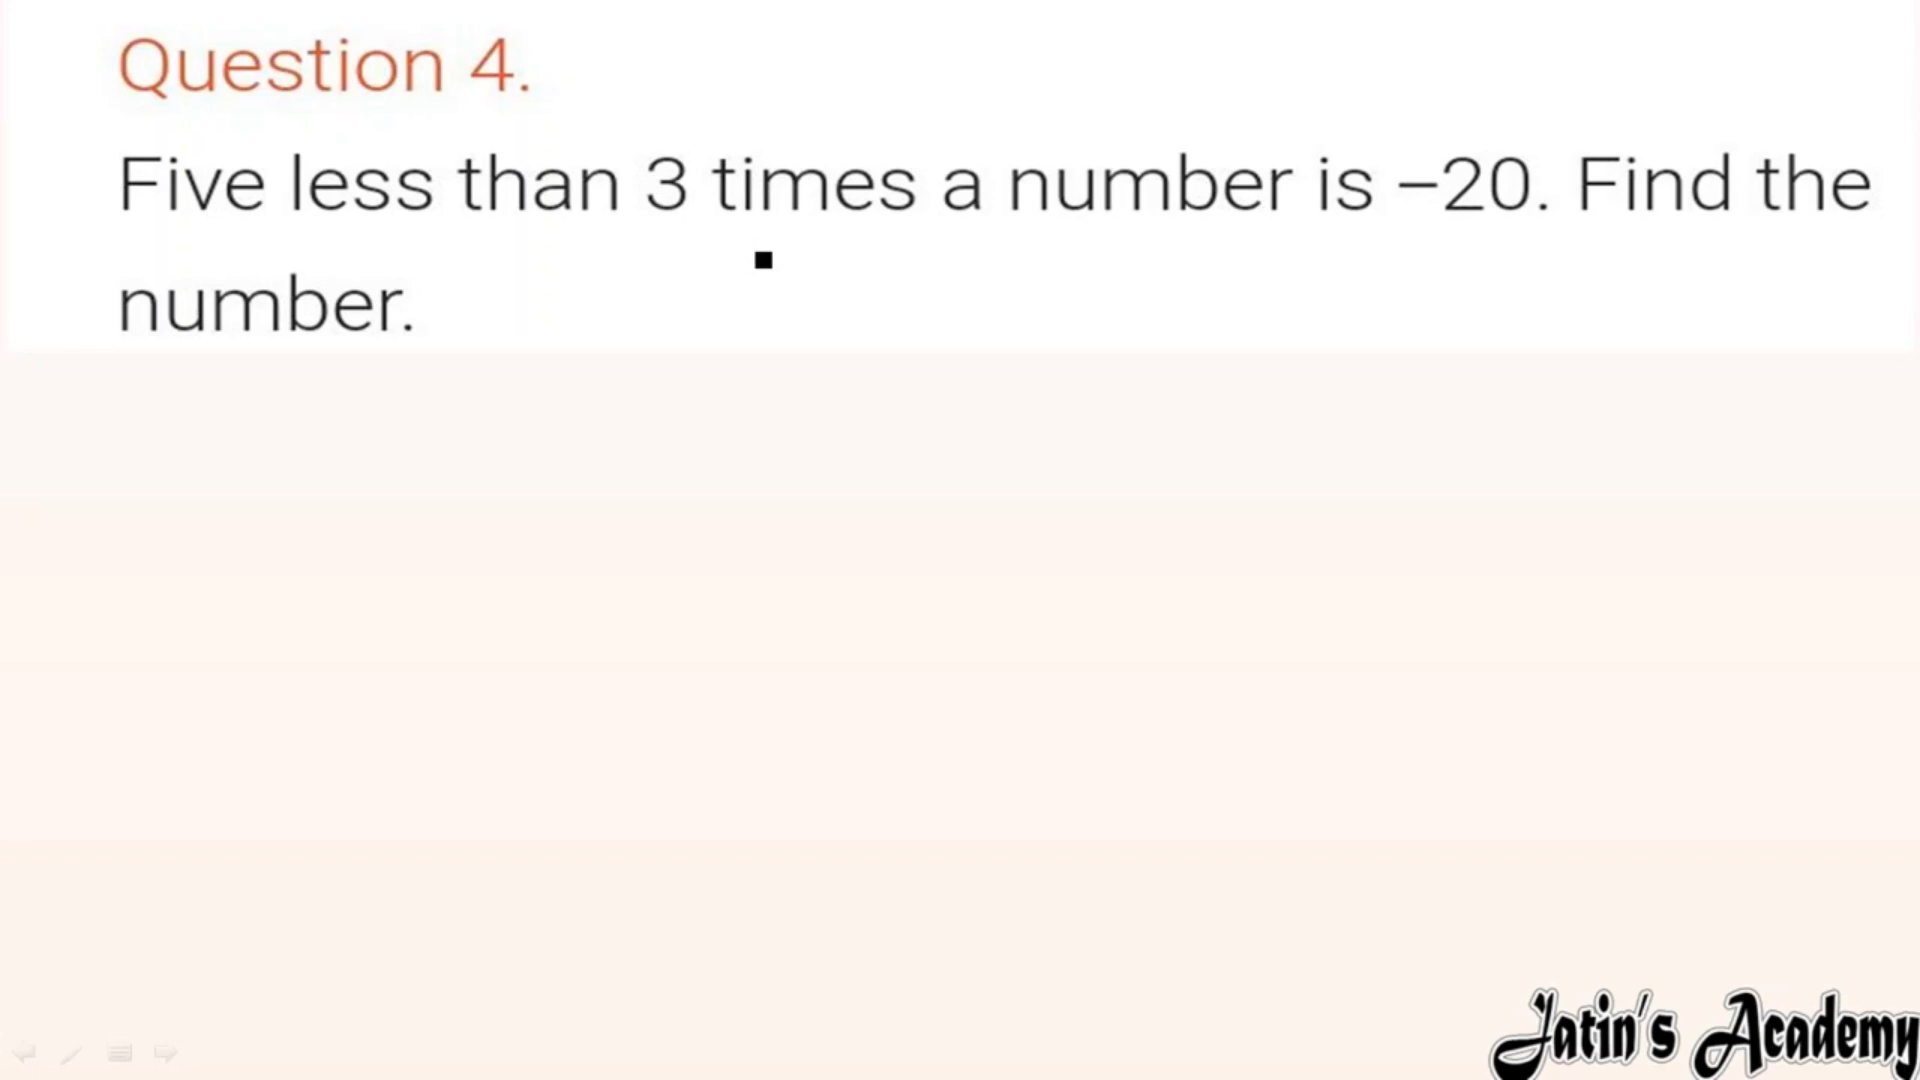 Question 4.
Five less than 3 times a number is –20. Find the
number.
Jatin's Academy